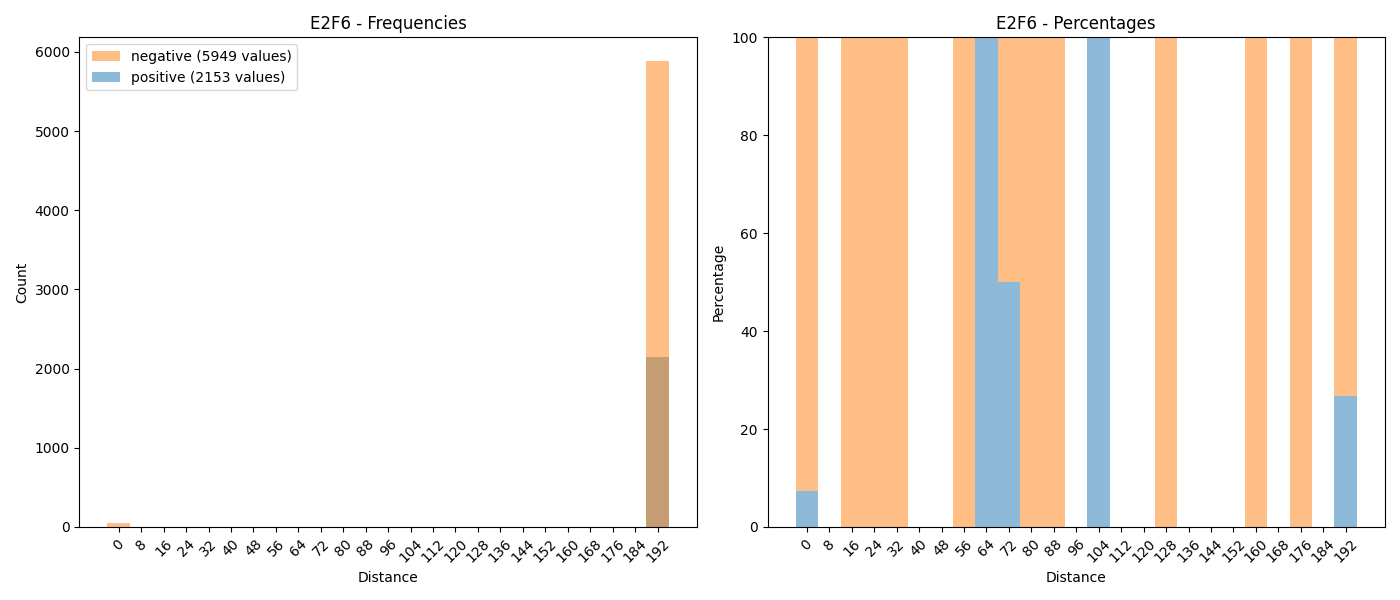 E2F6 - Frequencies
negative (5949 values)
positive (2153 values)
Count
6000
5000
4000
3000
2000
1000
0
0 8 16 24 32 40 48 56 64 72 80 88 96 104 112 120 128 136 144 152 160 168 176 184 192
Distance
E2F6 - Percentages
Percentage
100
80
60
40
20
0
0 8 16 24 32 40 48 56 64 72 80 88 96 104 112 120 128 136 144 152 160 168 176 184 192
Distance